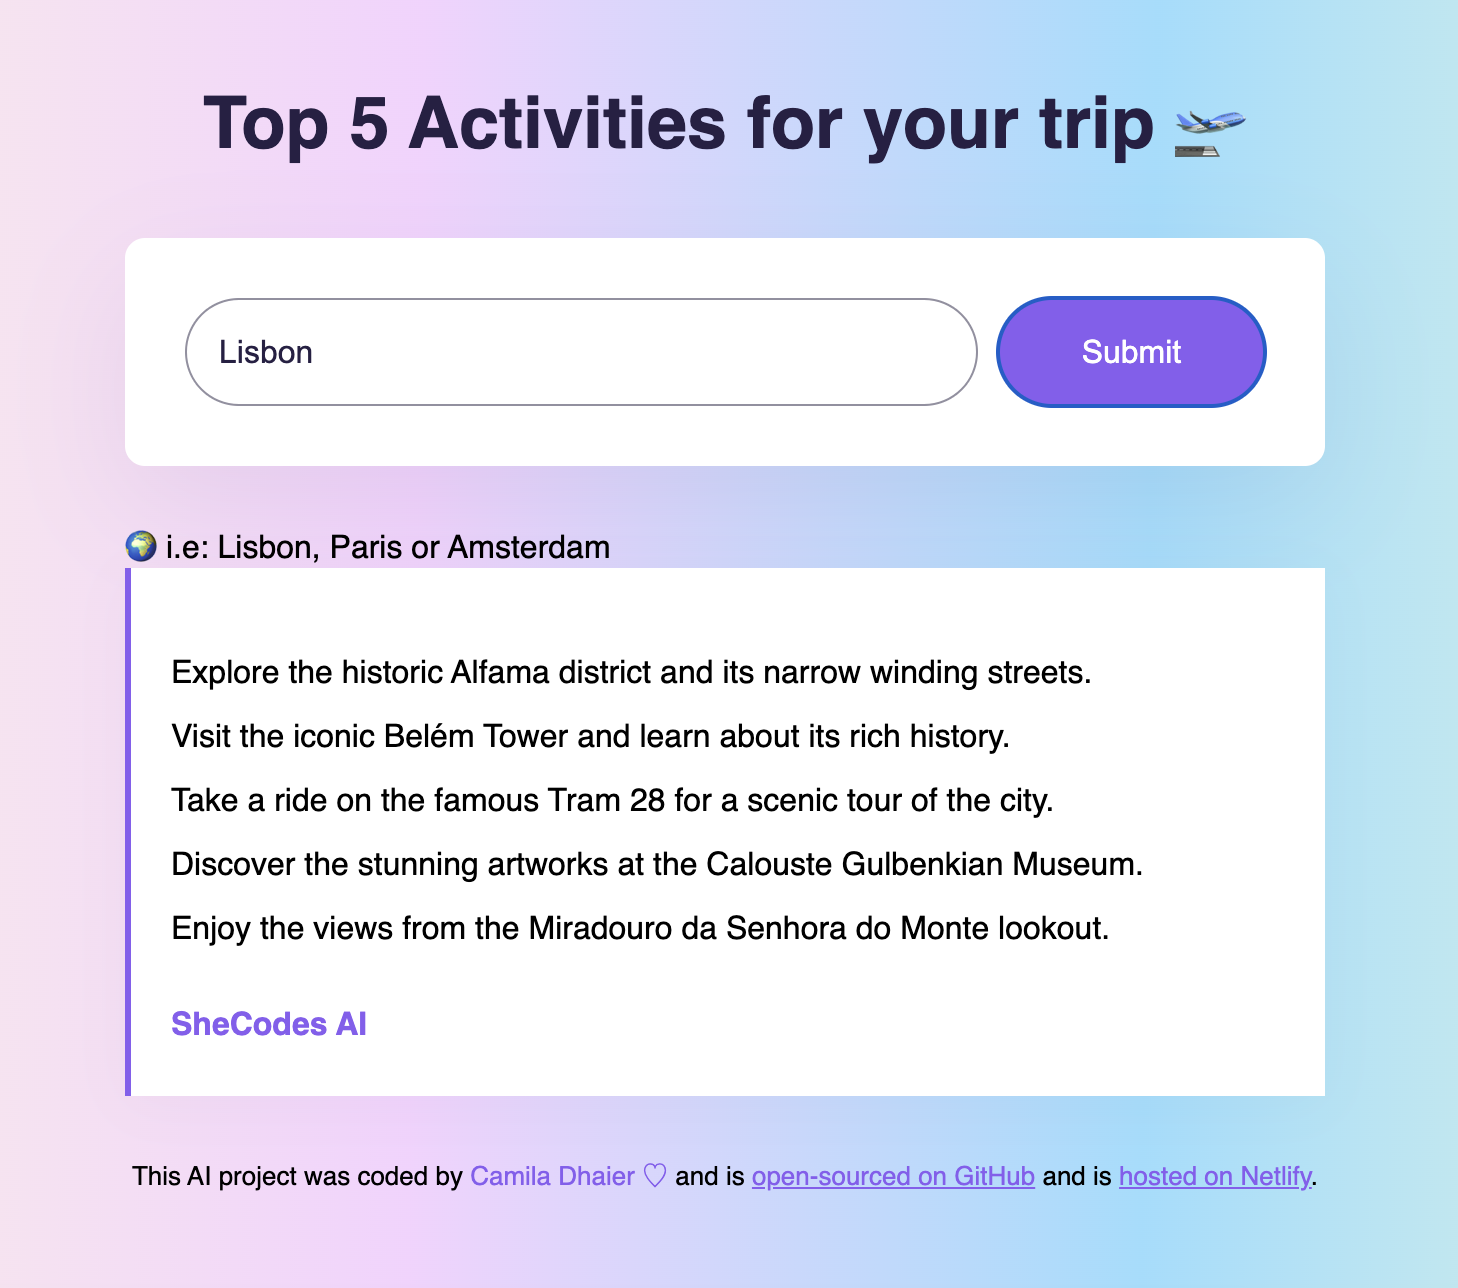 Top 5 Activities for your trip 🛫
Lisbon
Submit
🌍 i.e: Lisbon, Paris or Amsterdam
Explore the historic Alfama district and its narrow winding streets.
Visit the iconic Belém Tower and learn about its rich history.
Take a ride on the famous Tram 28 for a scenic tour of the city.
Discover the stunning artworks at the Calouste Gulbenkian Museum.
Enjoy the views from the Miradouro da Senhora do Monte lookout.
SheCodes AI
This AI project was coded by Camila Dhaier ♡ and is open-sourced on GitHub and is hosted on Netlify.